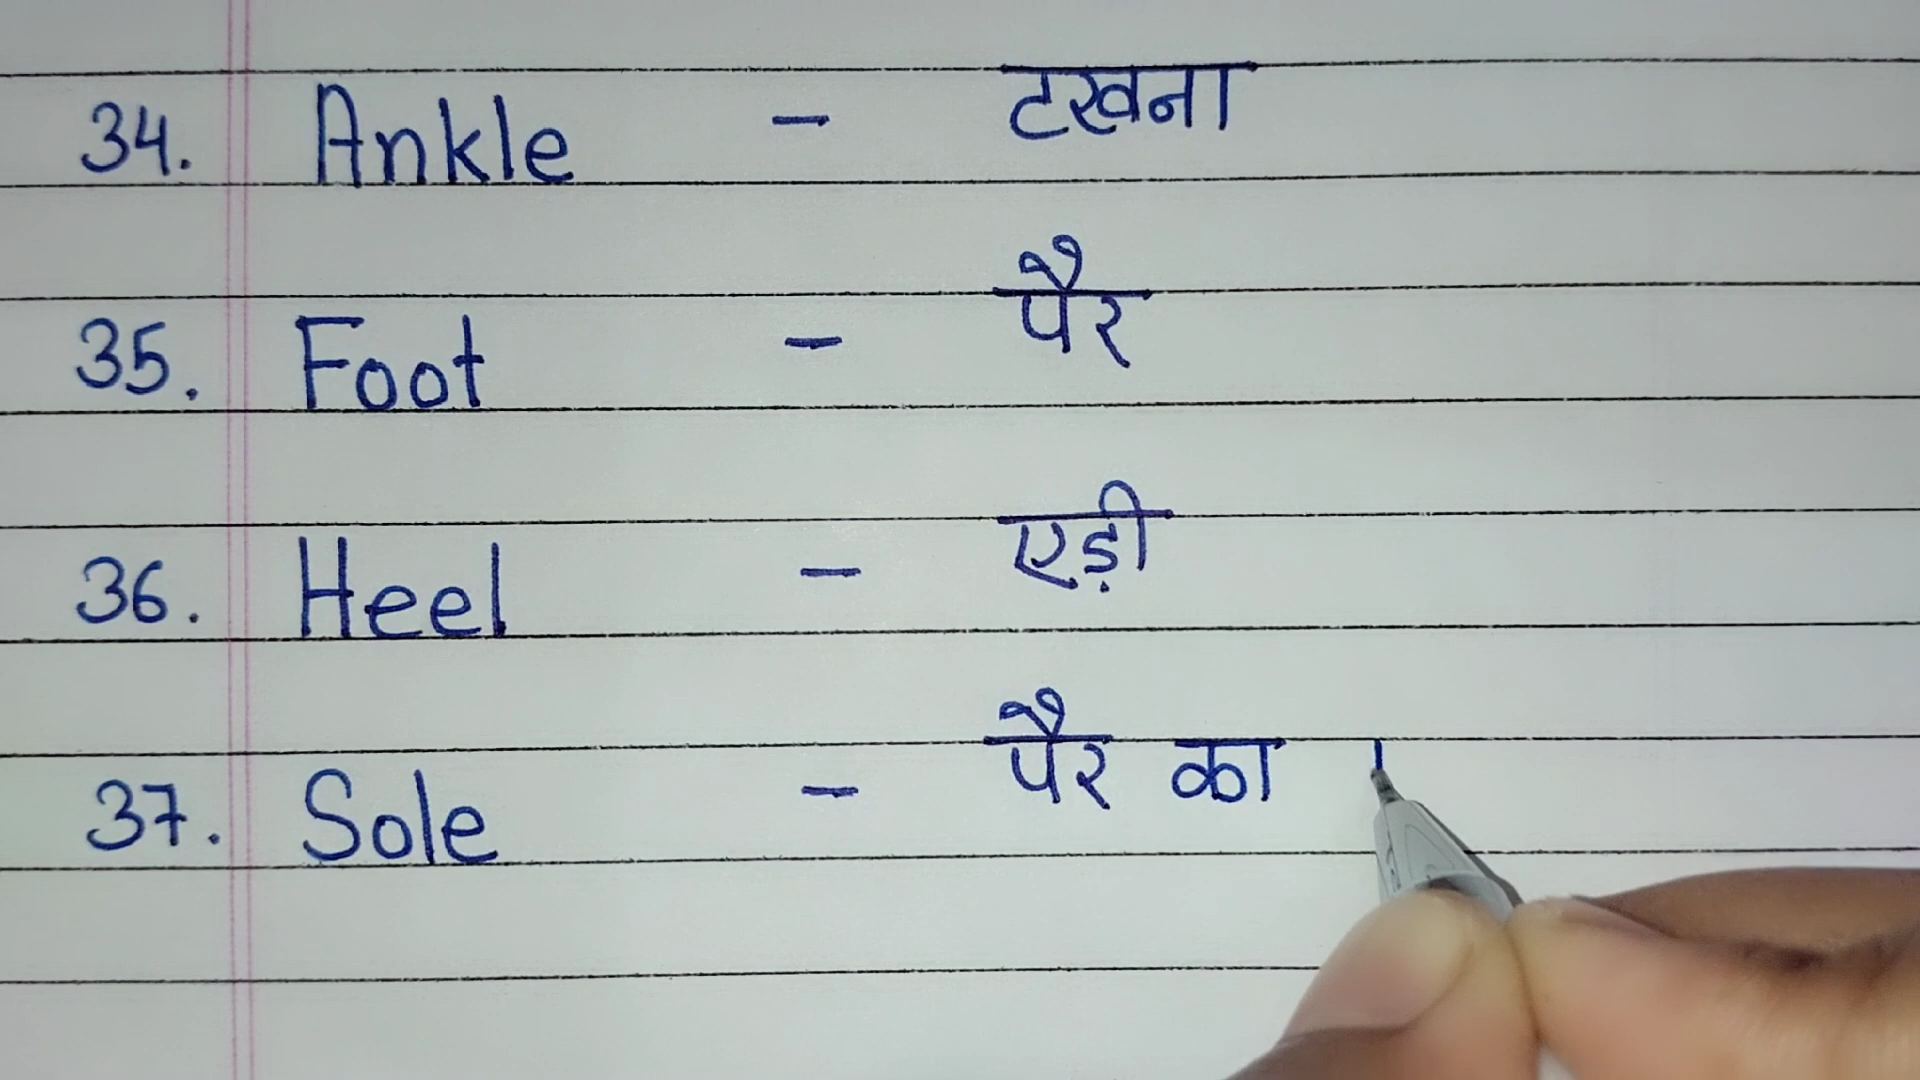 34. Ankle - टखना
35. Foot - पैर
36. Heel - एड़ी
37. Sole - पैर का